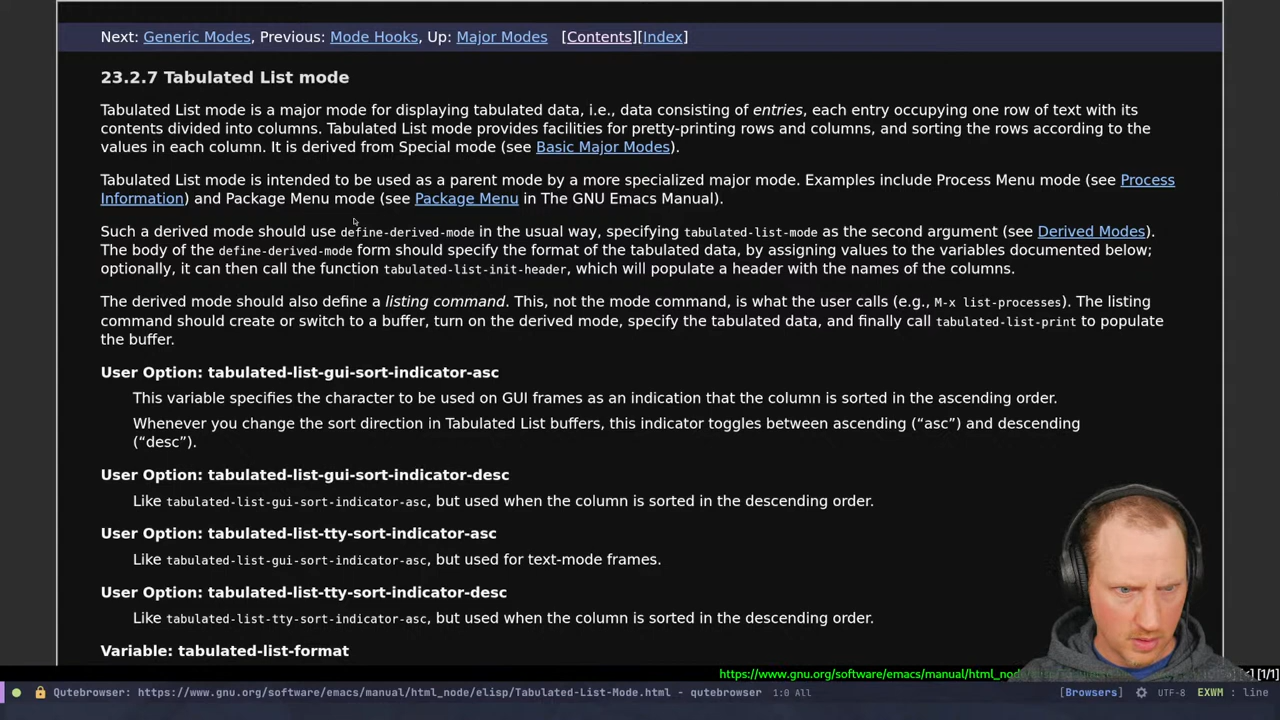 Next: Generic Modes, Previous: Mode Hooks, Up: Major Modes [Contents][Index]
23.2.7 Tabulated List mode
Tabulated List mode is a major mode for displaying tabulated data, i.e., data consisting of entries, each entry occupying one row of text with its
contents divided into columns. Tabulated List mode provides facilities for pretty-printing rows and columns, and sorting the rows according to the
values in each column. It is derived from Special mode (see Basic Major Modes).
Tabulated List mode is intended to be used as a parent mode by a more specialized major mode. Examples include Process Menu mode (see Process
Information) and Package Menu mode (see Package Menu in The GNU Emacs Manual).
Such a derived mode should use define-derived-mode in the usual way, specifying tabulated-list-mode as the second argument (see Derived Modes).
The body of the define-derived-mode form should specify the format of the tabulated data, by assigning values to the variables documented below;
optionally, it can then call the function tabulated-list-init-header, which will populate a header with the names of the columns.
The derived mode should also define a listing command. This, not the mode command, is what the user calls (e.g., M-x list-processes). The listing
command should create or switch to a buffer, turn on the derived mode, specify the tabulated data, and finally call tabulated-list-print to populate
the buffer.
User Option: tabulated-list-gui-sort-indicator-asc
This variable specifies the character to be used on GUI frames as an indication that the column is sorted in the ascending order.
Whenever you change the sort direction in Tabulated List buffers, this indicator toggles between ascending (“asc”) and descending
(“desc”).
User Option: tabulated-list-gui-sort-indicator-desc
Like tabulated-list-gui-sort-indicator-asc, but used when the column is sorted in the descending order.
User Option: tabulated-list-tty-sort-indicator-asc
Like tabulated-list-gui-sort-indicator-asc, but used for text-mode frames.
User Option: tabulated-list-tty-sort-indicator-desc
Like tabulated-list-tty-sort-indicator-asc, but used when the column is sorted in the descending order.
Variable: tabulated-list-format
https://www.gnu.org/software/emacs/manual/html_no [1/1]
Qutebrowser: https://www.gnu.org/software/emacs/manual/html_node/elisp/Tabulated-List-Mode.html - qutebrowser 1:0 All [Browsers] UTF-8 EXWM : line